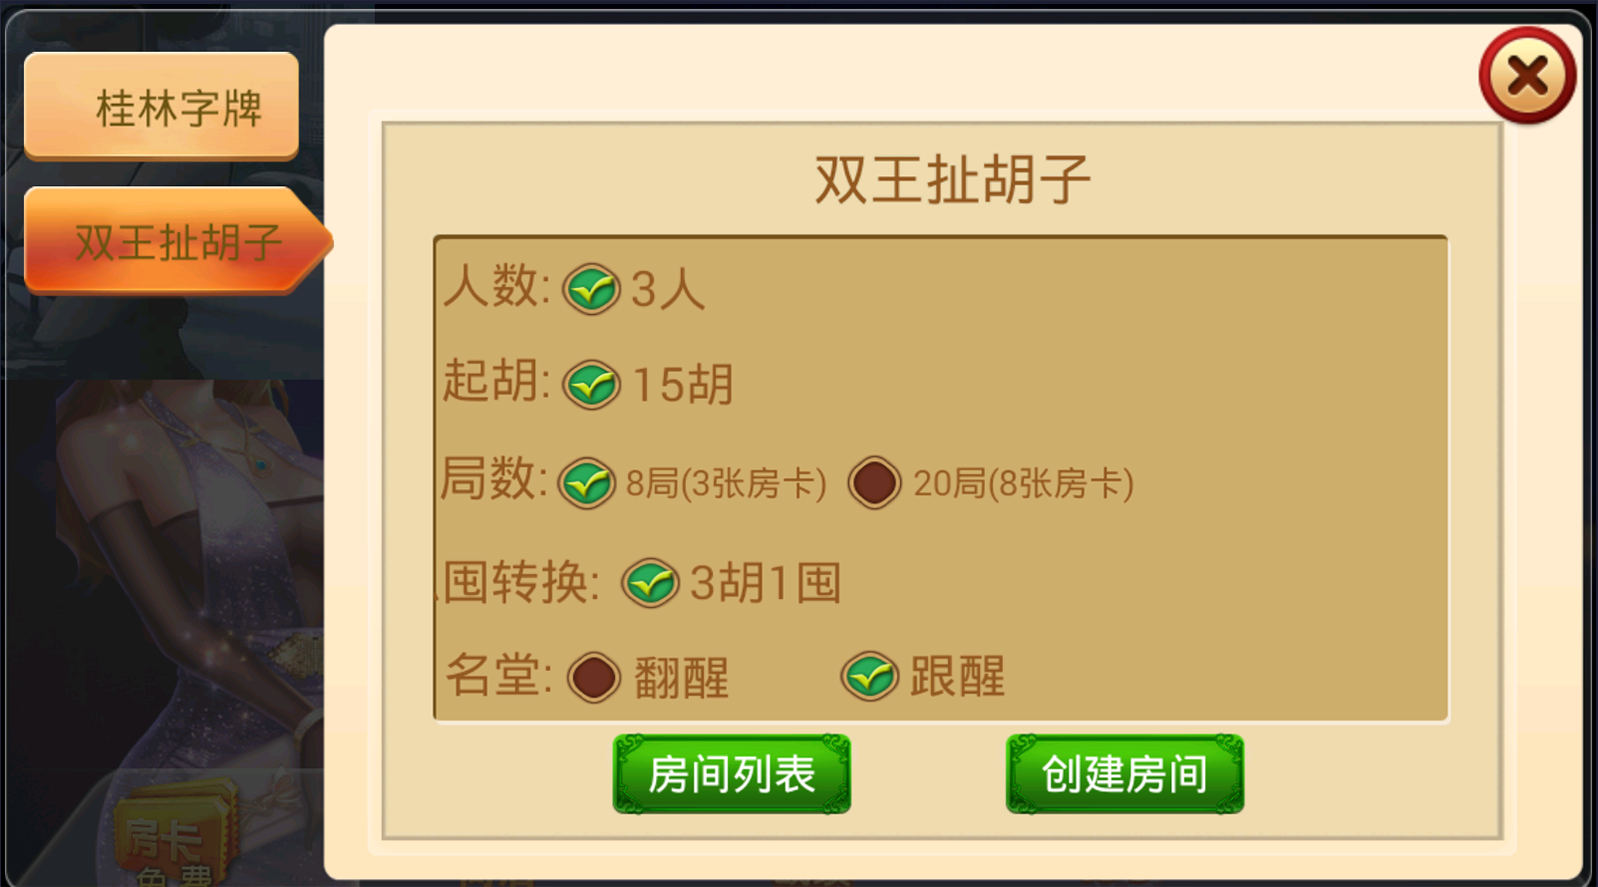 桂林字牌
双王扯胡子
双王扯胡子
人数: 3人
起胡: 15胡
局数: 8局(3张房卡) 20局(8张房卡)
囤转换: 3胡1囤
名堂: 翻醒 跟醒
房间列表 创建房间
房卡
免费